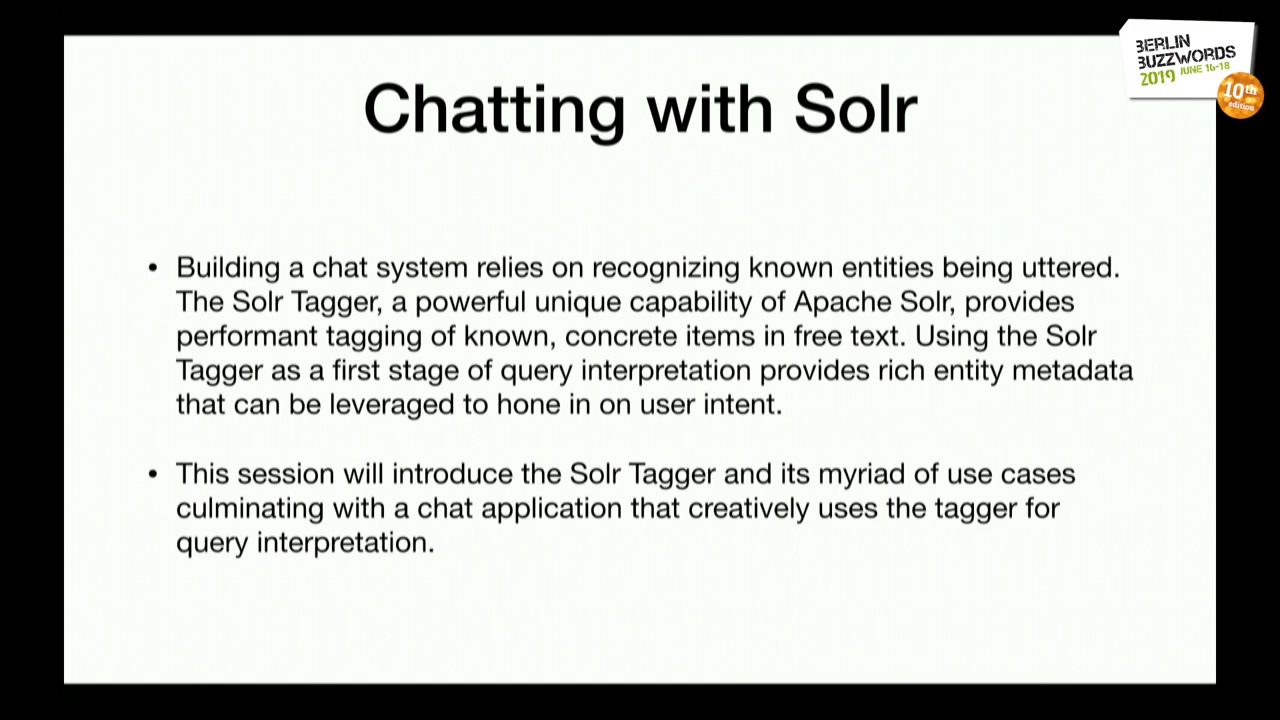 BERLIN
BUZZWORDS
2019 JUNE 16-18
10th
edition
Chatting with Solr
• Building a chat system relies on recognizing known entities being uttered.
The Solr Tagger, a powerful unique capability of Apache Solr, provides
performant tagging of known, concrete items in free text. Using the Solr
Tagger as a first stage of query interpretation provides rich entity metadata
that can be leveraged to hone in on user intent.
• This session will introduce the Solr Tagger and its myriad of use cases
culminating with a chat application that creatively uses the tagger for
query interpretation.